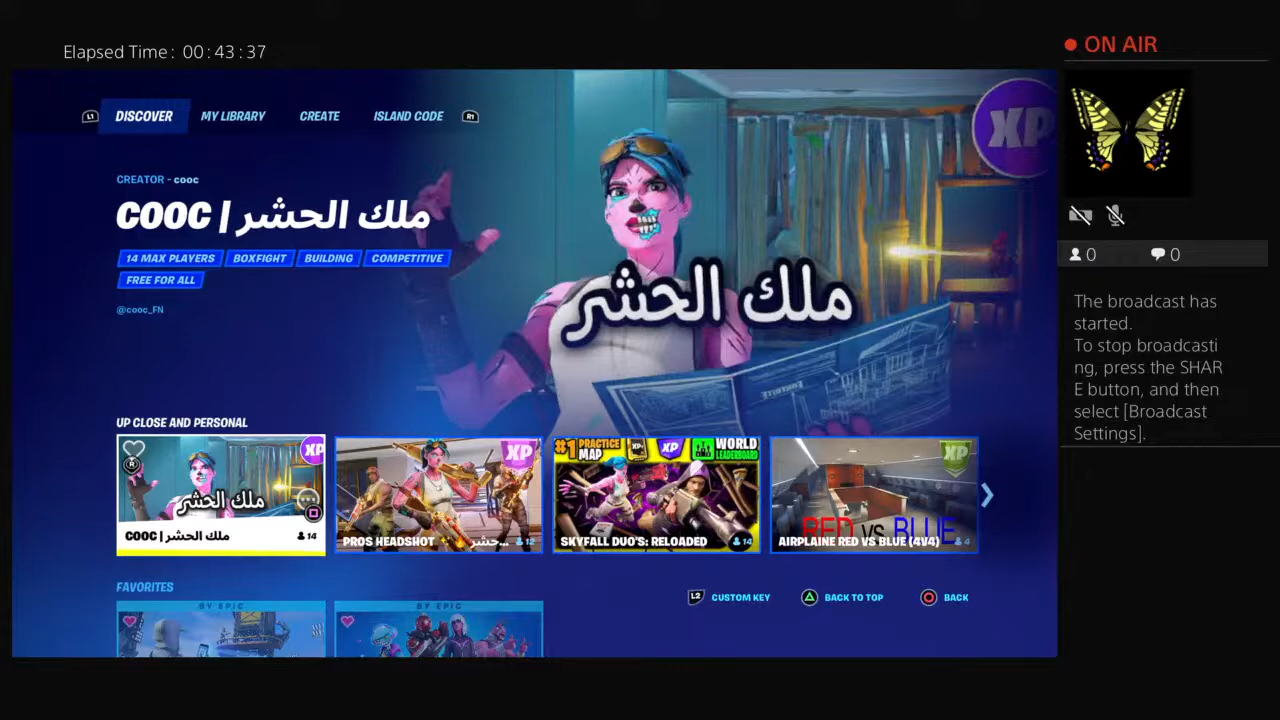 Elapsed Time: 00:43:37
ON AIR
L1 DISCOVER MY LIBRARY CREATE ISLAND CODE R1
XP
CREATOR - cooc
COOC | ملك الحشر
14 MAX PLAYERS BOXFIGHT BUILDING COMPETITIVE
FREE FOR ALL
@cooc_FN
ملك الحشر
0 0
The broadcast has
started.
To stop broadcasti
ng, press the SHAR
E button, and then
select [Broadcast
Settings].
UP CLOSE AND PERSONAL
R
XP
ملك الحشر
COOC | ملك الحشر 14
XP
PROS HEADSHOT حشر... 12
#1 PRACTICE MAP XP XP WORLD LEADERBOARD
SKYFALL DUO'S: RELOADED 14
XP
RED VS BLUE
AIRPLAINE RED VS BLUE (4V4) 4
FAVORITES
L2 CUSTOM KEY BACK TO TOP BACK
BY EPIC
BY EPIC